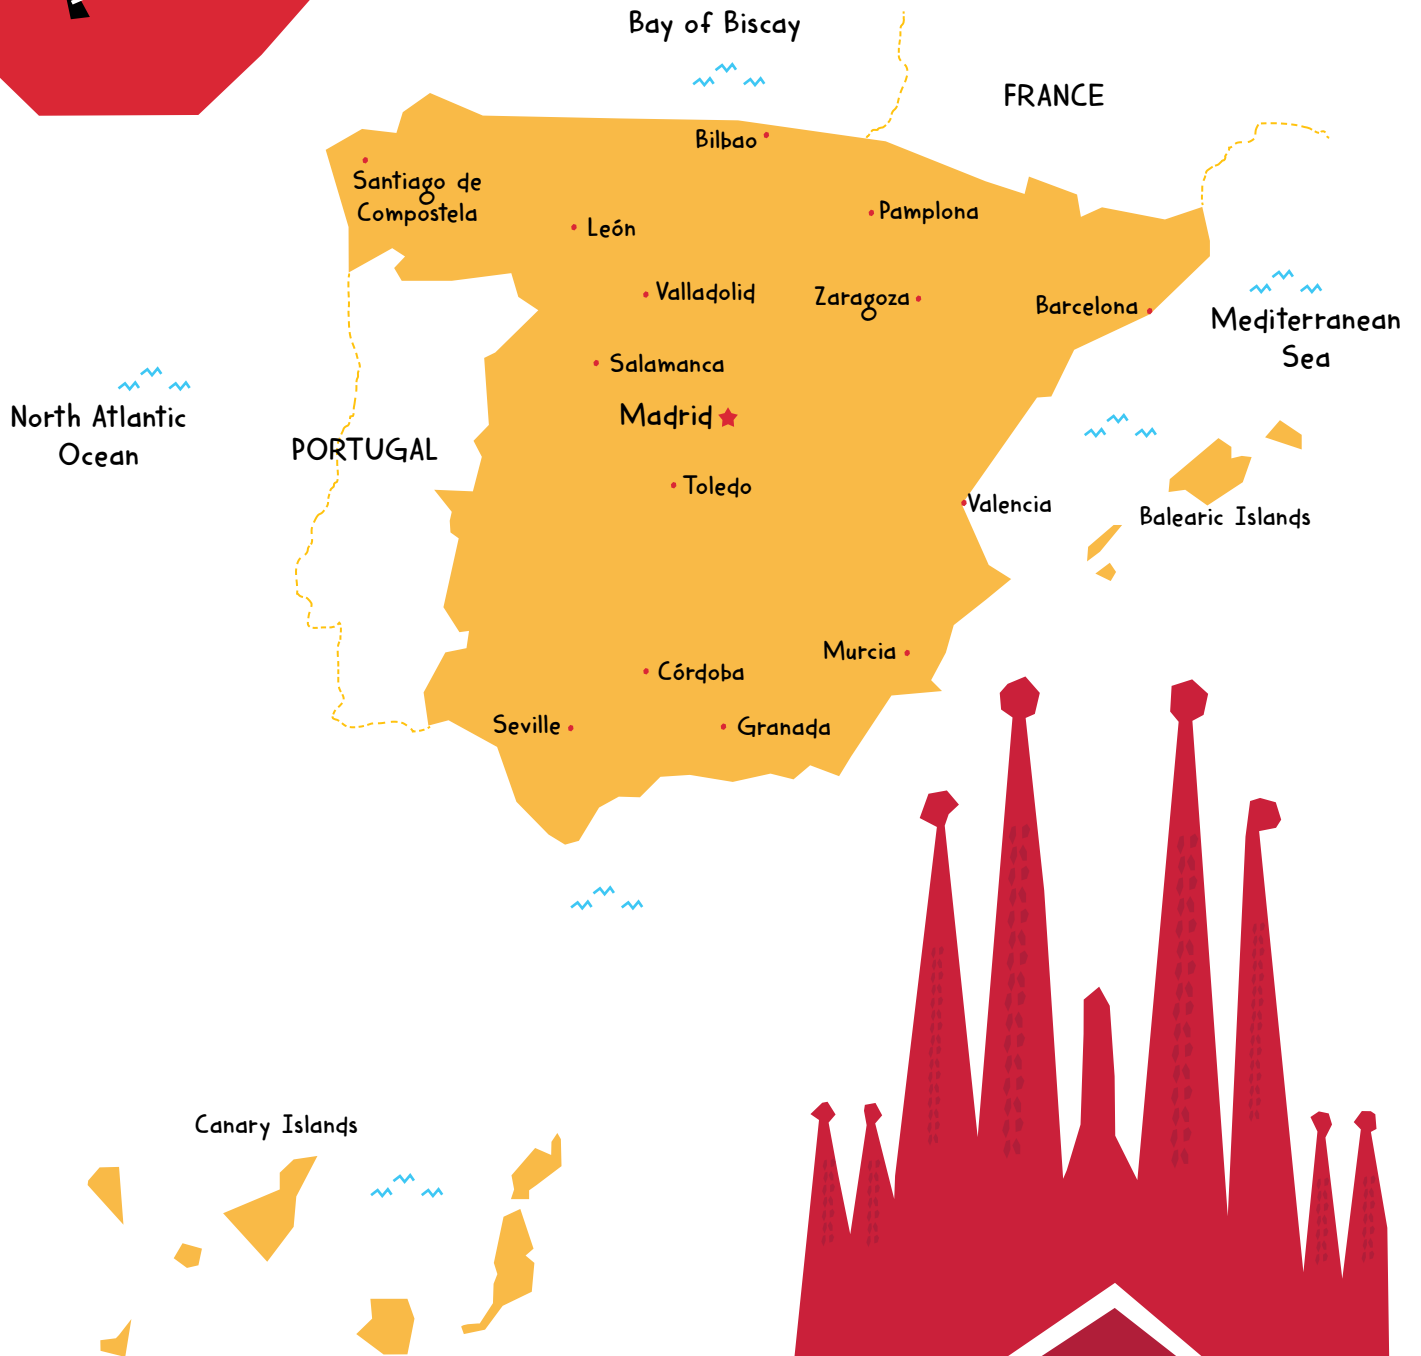 Bay of Biscay
FRANCE
Bilbao
Santiago de
Compostela
Pamplona
León
Valladolid
Zaragoza
Barcelona
Mediterranean
Sea
Salamanca
North Atlantic
Ocean
Madrid
PORTUGAL
Toledo
Valencia
Balearic Islands
Murcia
Córdoba
Seville
Granada
Canary Islands